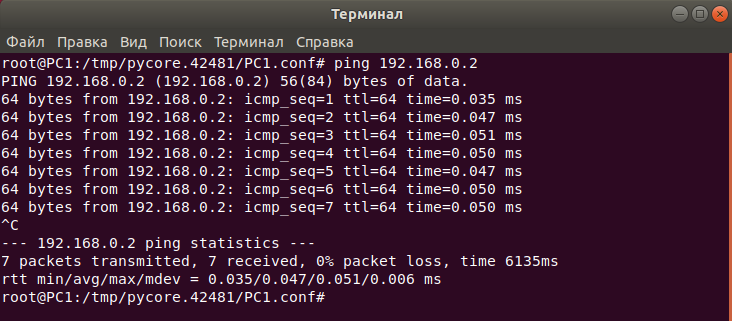 Терминал
Файл Правка Вид Поиск Терминал Справка
root@PC1:/tmp/pycore.42481/PC1.conf# ping 192.168.0.2
PING 192.168.0.2 (192.168.0.2) 56(84) bytes of data.
64 bytes from 192.168.0.2: icmp_seq=1 ttl=64 time=0.035 ms
64 bytes from 192.168.0.2: icmp_seq=2 ttl=64 time=0.047 ms
64 bytes from 192.168.0.2: icmp_seq=3 ttl=64 time=0.051 ms
64 bytes from 192.168.0.2: icmp_seq=4 ttl=64 time=0.050 ms
64 bytes from 192.168.0.2: icmp_seq=5 ttl=64 time=0.047 ms
64 bytes from 192.168.0.2: icmp_seq=6 ttl=64 time=0.050 ms
64 bytes from 192.168.0.2: icmp_seq=7 ttl=64 time=0.050 ms
^C
--- 192.168.0.2 ping statistics ---
7 packets transmitted, 7 received, 0% packet loss, time 6135ms
rtt min/avg/max/mdev = 0.035/0.047/0.051/0.006 ms
root@PC1:/tmp/pycore.42481/PC1.conf#